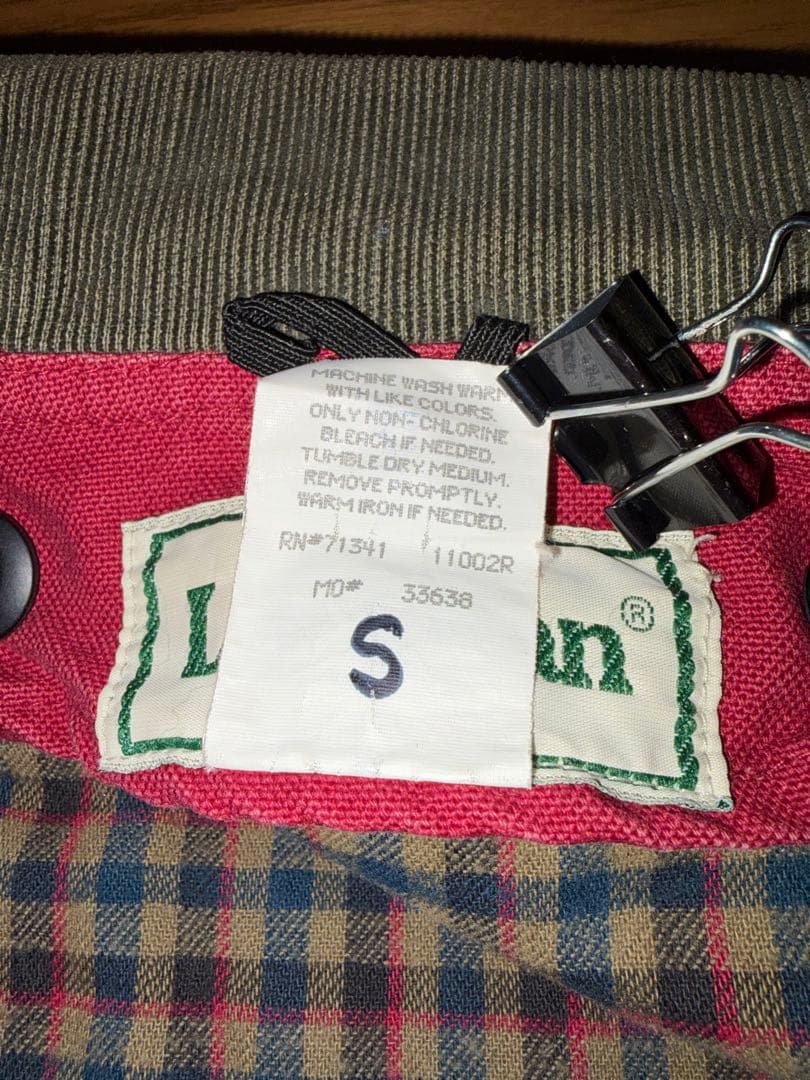 MACHINE WASH WARM
WITH LIKE COLORS.
ONLY NON-CHLORINE
BLEACH IF NEEDED.
TUMBLE DRY MEDIUM.
REMOVE PROMPTLY.
WARM IRON IF NEEDED.
RN#71341 11002R
MO# 33638
S
L an®